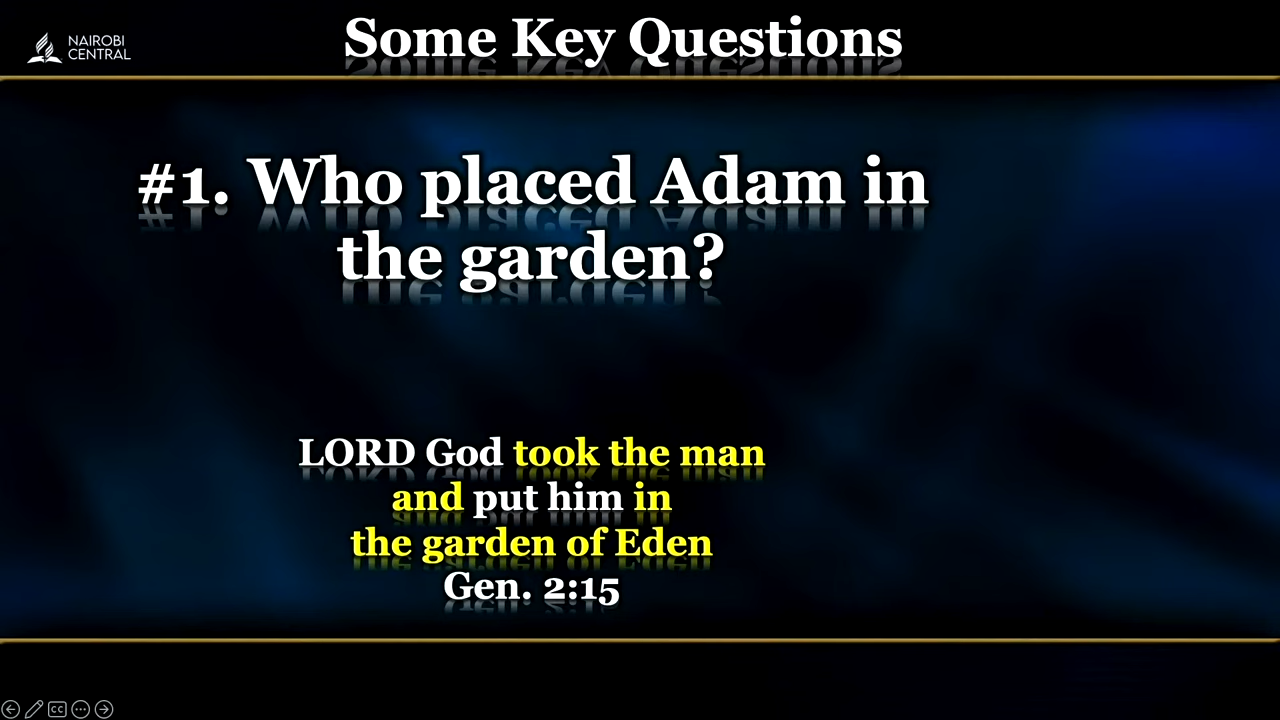 NAIROBI
CENTRAL
Some Key Questions
#1. Who placed Adam in
the garden?
LORD God took the man
and put him in
the garden of Eden
Gen. 2:15
CC